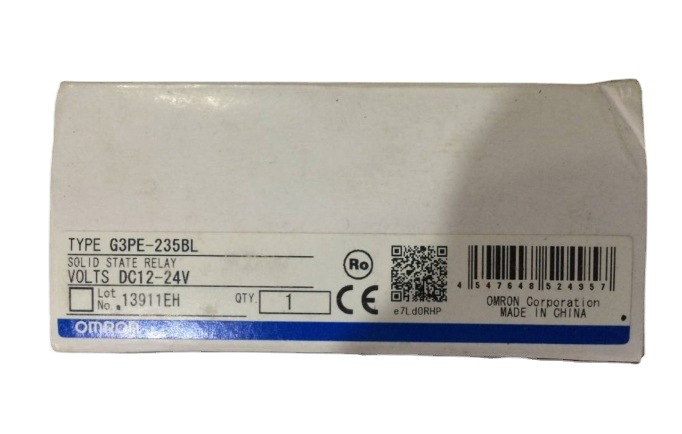 TYPE G3PE-235BL
SOLID STATE RELAY
VOLTS DC12-24V
Lot No. 13911EH
QTY. 1
CE
Ro
e7Ld0RHP
4 547648 524957
OMRON Corporation
MADE IN CHINA
OMRON